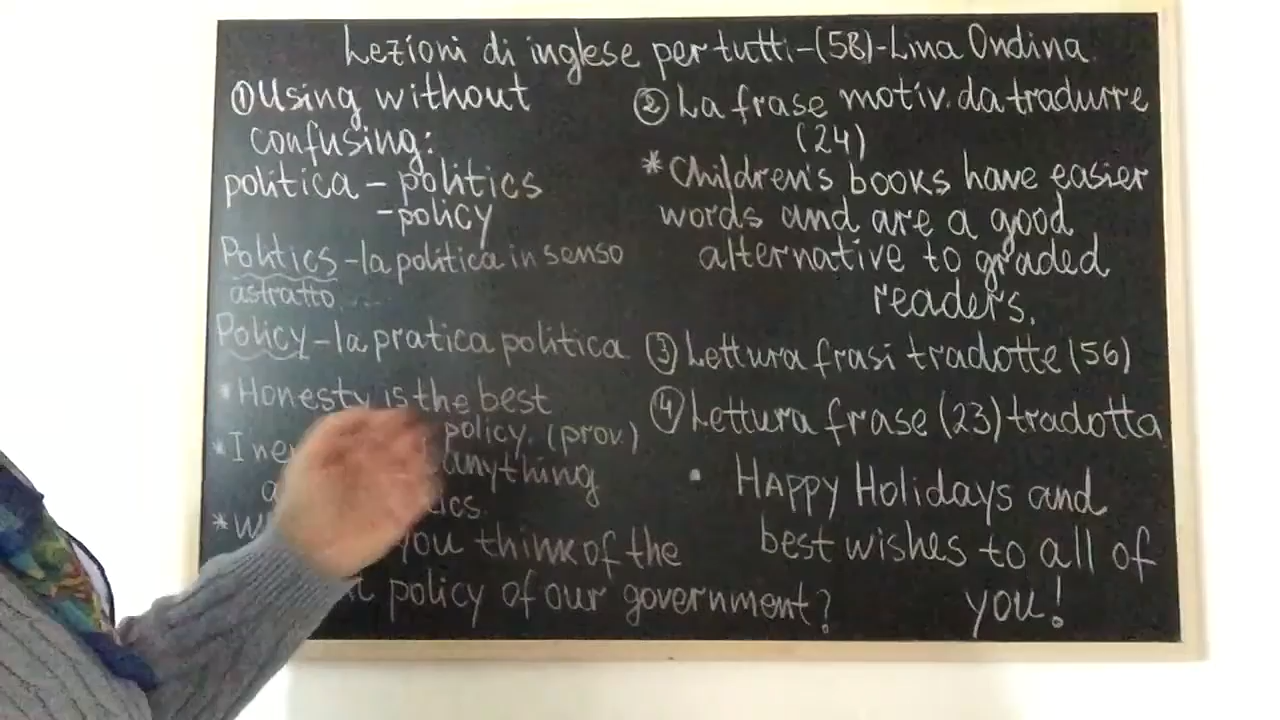 Lezioni di inglese per tutti-(58)-Lina Ondina
① Using without
confusing:
politica - politics
- policy
Politics - la politica in senso
astratto....
Policy - la pratica politica
* Honesty is the best
policy. (prov.)
* I
anything
* you think of the
policy of our government?
② La frase motiv. da tradurre
(24)
* Children's books have easier
words and are a good
alternative to graded
readers.
③ Lettura frasi tradotte (56)
④ Lettura frase (23) tradotta
• HAPPY Holidays and
best wishes to all of
you!